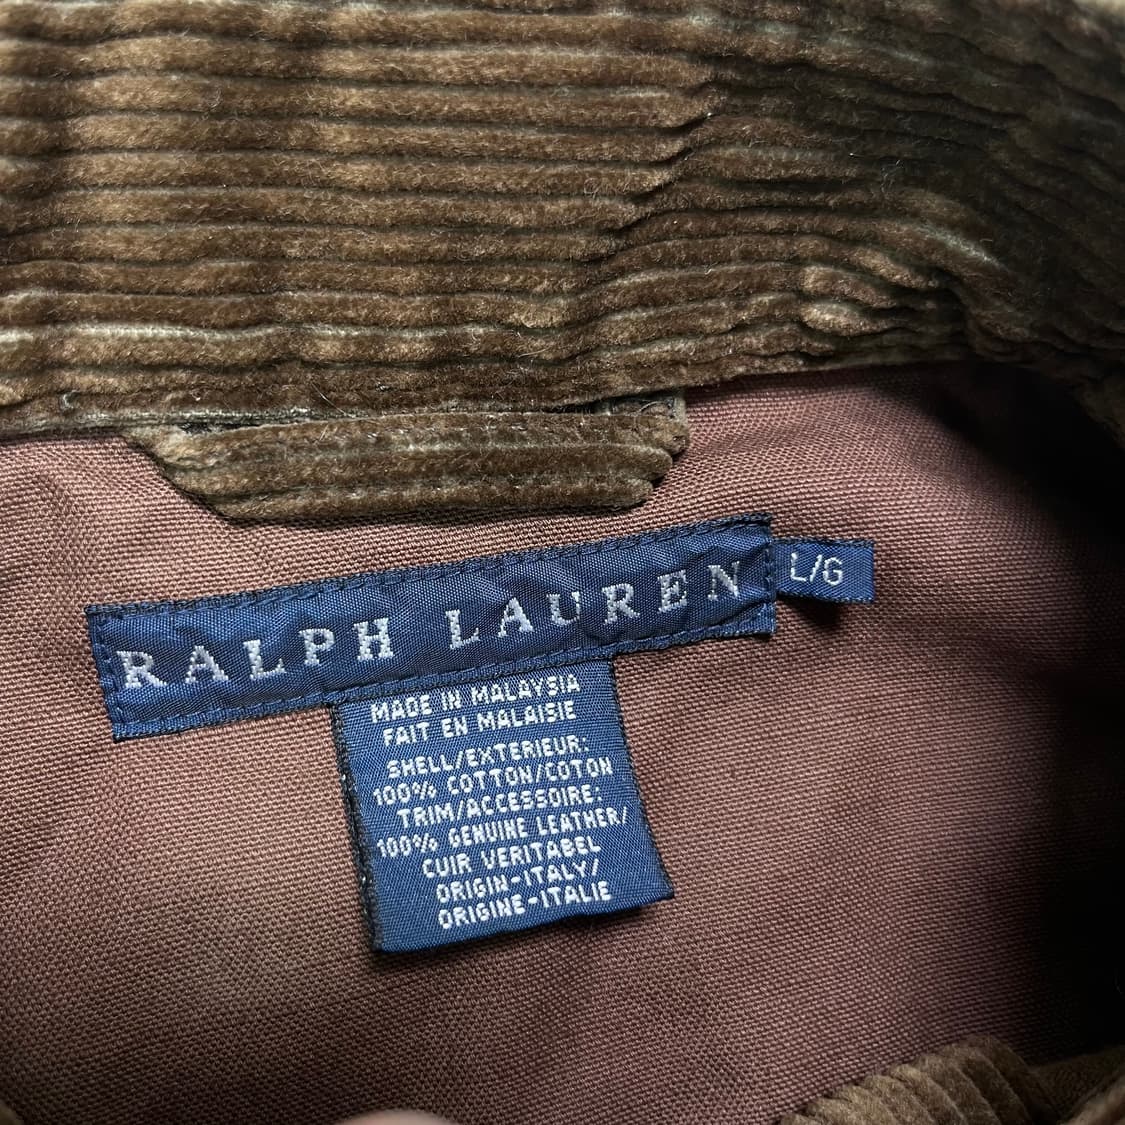 RALPH LAUREN
L/G
MADE IN MALAYSIA
FAIT EN MALAISIE
SHELL/EXTERIEUR:
100% COTTON/COTON
TRIM/ACCESSOIRE:
100% GENUINE LEATHER/
CUIR VERITABEL
ORIGIN-ITALY/
ORIGINE-ITALIE